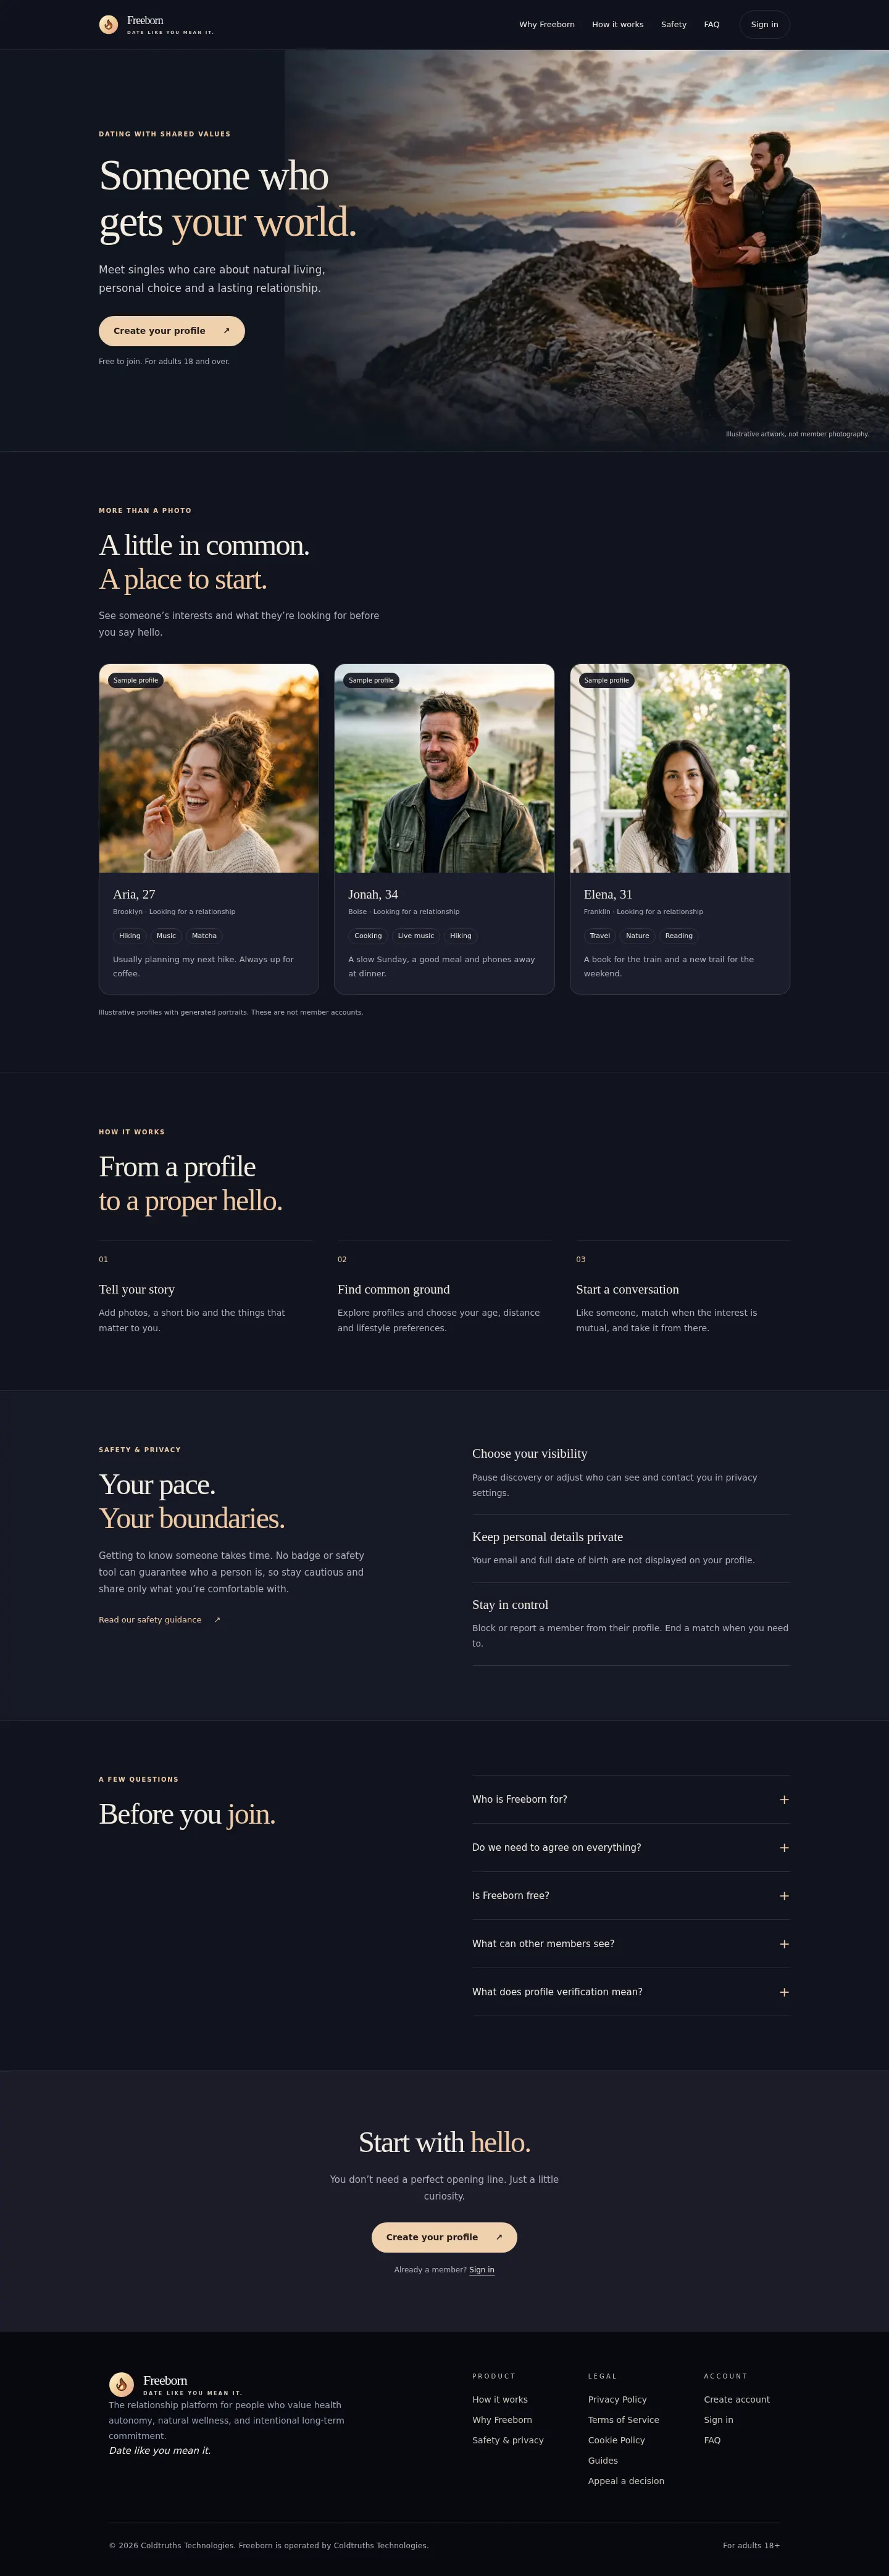 Freeborn
DATE LIKE YOU MEAN IT.
Why Freeborn
How it works
Safety
FAQ
Sign in
DATING WITH SHARED VALUES
Someone who
gets your world.
Meet singles who care about natural living,
personal choice and a lasting relationship.
Create your profile ↗
Free to join. For adults 18 and over.
Illustrative artwork, not member photography.
MORE THAN A PHOTO
A little in common.
A place to start.
See someone’s interests and what they’re looking for before
you say hello.
Sample profile
Aria, 27
Brooklyn · Looking for a relationship
Hiking
Music
Matcha
Usually planning my next hike. Always up for
coffee.
Sample profile
Jonah, 34
Boise · Looking for a relationship
Cooking
Live music
Hiking
A slow Sunday, a good meal and phones away
at dinner.
Sample profile
Elena, 31
Franklin · Looking for a relationship
Travel
Nature
Reading
A book for the train and a new trail for the
weekend.
Illustrative profiles with generated portraits. These are not member accounts.
HOW IT WORKS
From a profile
to a proper hello.
01
Tell your story
Add photos, a short bio and the things that
matter to you.
02
Find common ground
Explore profiles and choose your age, distance
and lifestyle preferences.
03
Start a conversation
Like someone, match when the interest is
mutual, and take it from there.
SAFETY & PRIVACY
Your pace.
Your boundaries.
Getting to know someone takes time. No badge or safety
tool can guarantee who a person is, so stay cautious and
share only what you’re comfortable with.
Read our safety guidance ↗
Choose your visibility
Pause discovery or adjust who can see and contact you in privacy
settings.
Keep personal details private
Your email and full date of birth are not displayed on your profile.
Stay in control
Block or report a member from their profile. End a match when you need
to.
A FEW QUESTIONS
Before you join.
Who is Freeborn for? +
Do we need to agree on everything? +
Is Freeborn free? +
What can other members see? +
What does profile verification mean? +
Start with hello.
You don’t need a perfect opening line. Just a little
curiosity.
Create your profile ↗
Already a member? Sign in
Freeborn
DATE LIKE YOU MEAN IT.
The relationship platform for people who value health
autonomy, natural wellness, and intentional long-term
commitment.
Date like you mean it.
PRODUCT
How it works
Why Freeborn
Safety & privacy
LEGAL
Privacy Policy
Terms of Service
Cookie Policy
Guides
Appeal a decision
ACCOUNT
Create account
Sign in
FAQ
© 2026 Coldtruths Technologies. Freeborn is operated by Coldtruths Technologies.
For adults 18+